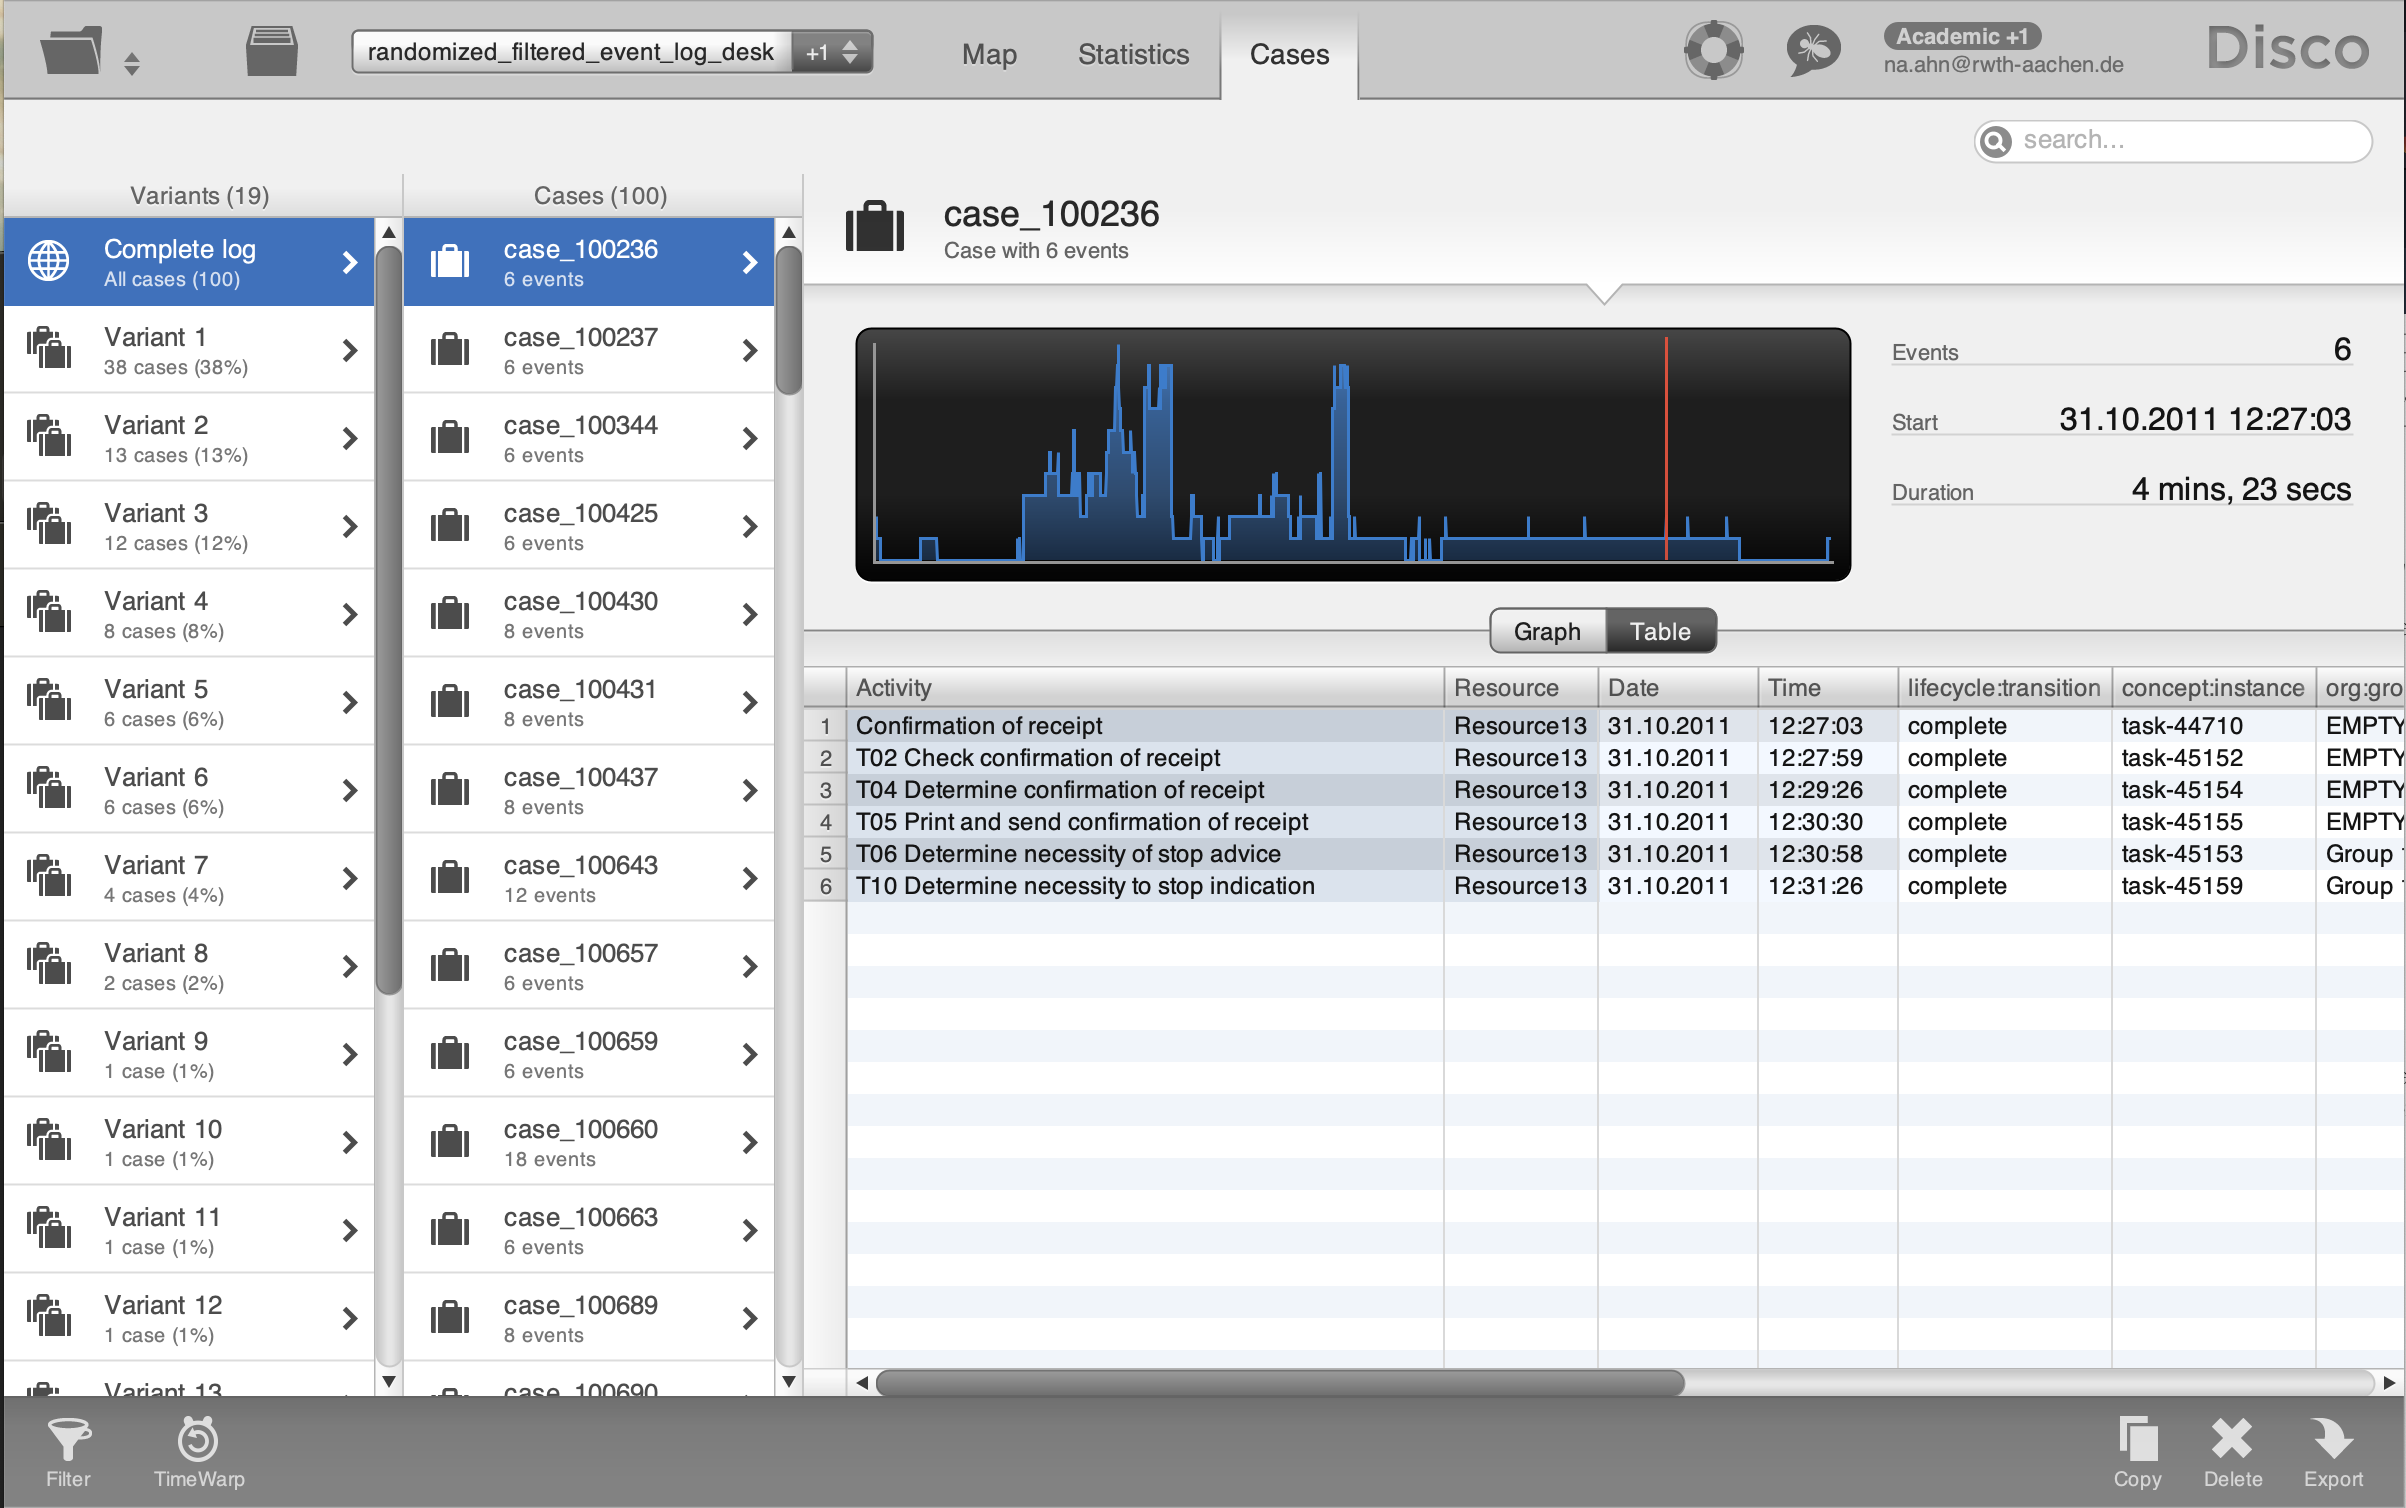 randomized_filtered_event_log_desk +1
Map Statistics Cases
Academic +1
na.ahn@rwth-aachen.de
Disco
search...
Variants (19)
Complete log
All cases (100)
Variant 1
38 cases (38%)
Variant 2
13 cases (13%)
Variant 3
12 cases (12%)
Variant 4
8 cases (8%)
Variant 5
6 cases (6%)
Variant 6
6 cases (6%)
Variant 7
4 cases (4%)
Variant 8
2 cases (2%)
Variant 9
1 case (1%)
Variant 10
1 case (1%)
Variant 11
1 case (1%)
Variant 12
1 case (1%)
Variant 13
Cases (100)
case_100236
6 events
case_100237
6 events
case_100344
6 events
case_100425
6 events
case_100430
8 events
case_100431
8 events
case_100437
8 events
case_100643
12 events
case_100657
6 events
case_100659
6 events
case_100660
18 events
case_100663
6 events
case_100689
8 events
case_100690
case_100236
Case with 6 events
Events 6
Start 31.10.2011 12:27:03
Duration 4 mins, 23 secs
Graph Table
Activity Resource Date Time lifecycle:transition concept:instance org:gro
1 Confirmation of receipt Resource13 31.10.2011 12:27:03 complete task-44710 EMPTY
2 T02 Check confirmation of receipt Resource13 31.10.2011 12:27:59 complete task-45152 EMPTY
3 T04 Determine confirmation of receipt Resource13 31.10.2011 12:29:26 complete task-45154 EMPTY
4 T05 Print and send confirmation of receipt Resource13 31.10.2011 12:30:30 complete task-45155 EMPTY
5 T06 Determine necessity of stop advice Resource13 31.10.2011 12:30:58 complete task-45153 Group
6 T10 Determine necessity to stop indication Resource13 31.10.2011 12:31:26 complete task-45159 Group
Filter TimeWarp Copy Delete Export